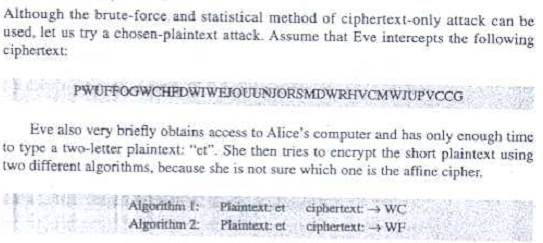 Although the brute-force and statistical method of ciphertext-only attack can be
used, let us try a chosen-plaintext attack. Assume that Eve intercepts the following
ciphertext:
PWUFFOGWCHFDWIWEJOUUNJORSMDWRHVCMWJUPVCCG
Eve also very briefly obtains access to Alice's computer and has only enough time
to type a two-letter plaintext: "et". She then tries to encrypt the short plaintext using
two different algorithms, because she is not sure which one is the affine cipher.
Algorithm 1: Plaintext: et ciphertext: → WC
Algorithm 2: Plaintext: et ciphertext: → WF